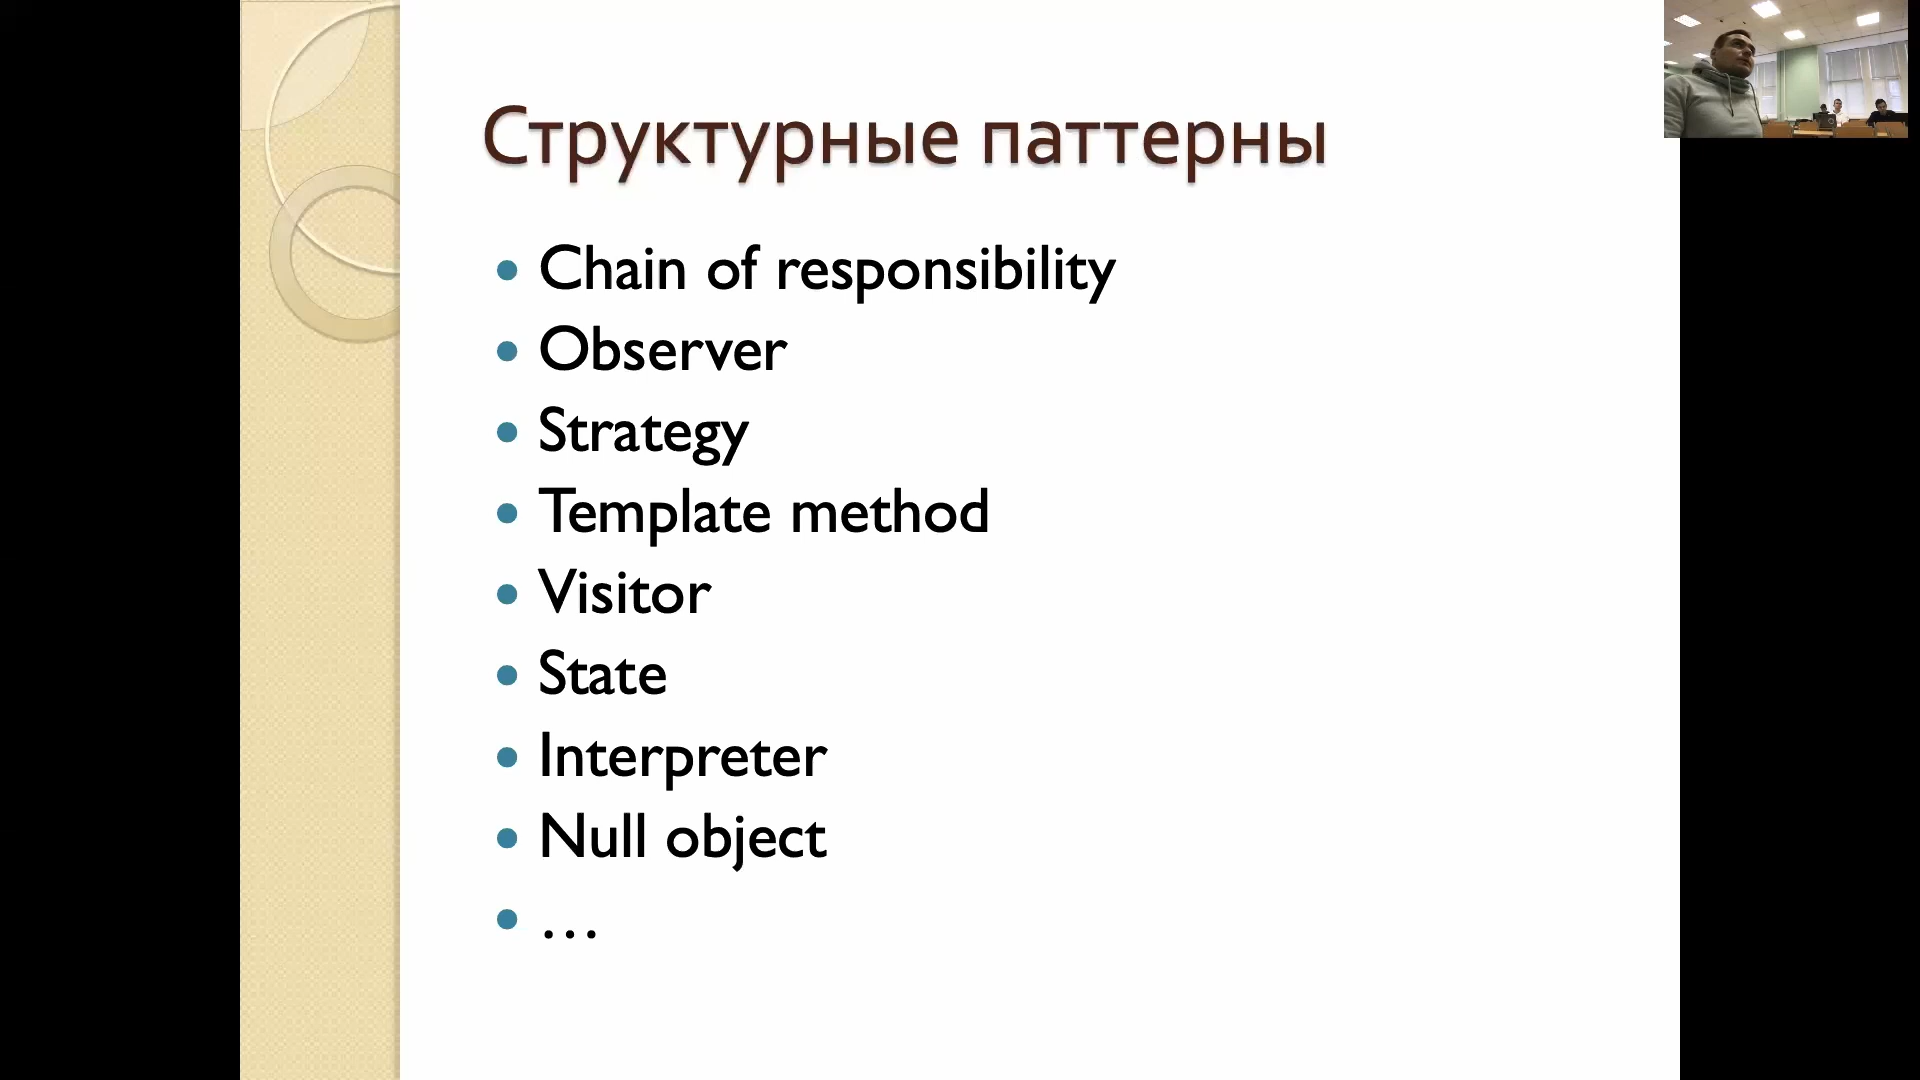 Структурные паттерны
• Chain of responsibility
• Observer
• Strategy
• Template method
• Visitor
• State
• Interpreter
• Null object
• …